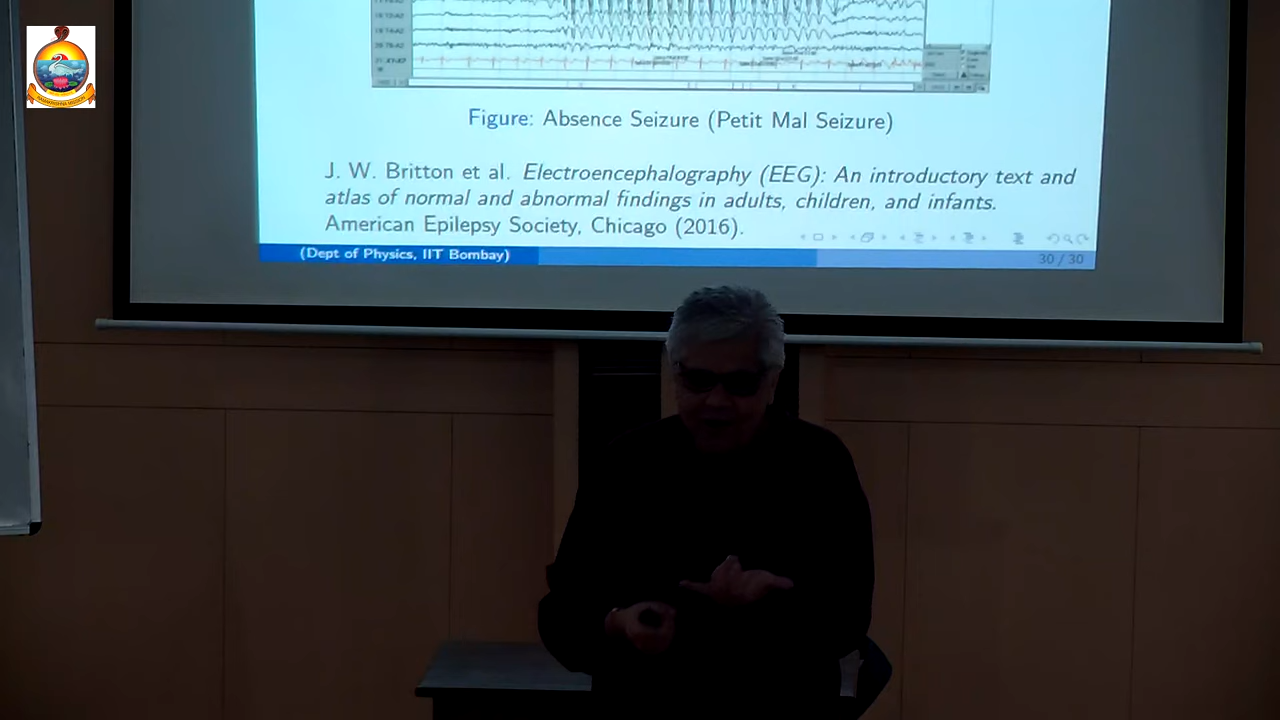 Figure: Absence Seizure (Petit Mal Seizure)
J. W. Britton et al. Electroencephalography (EEG): An introductory text and
atlas of normal and abnormal findings in adults, children, and infants.
American Epilepsy Society, Chicago (2016).
(Dept of Physics, IIT Bombay)
30 / 30